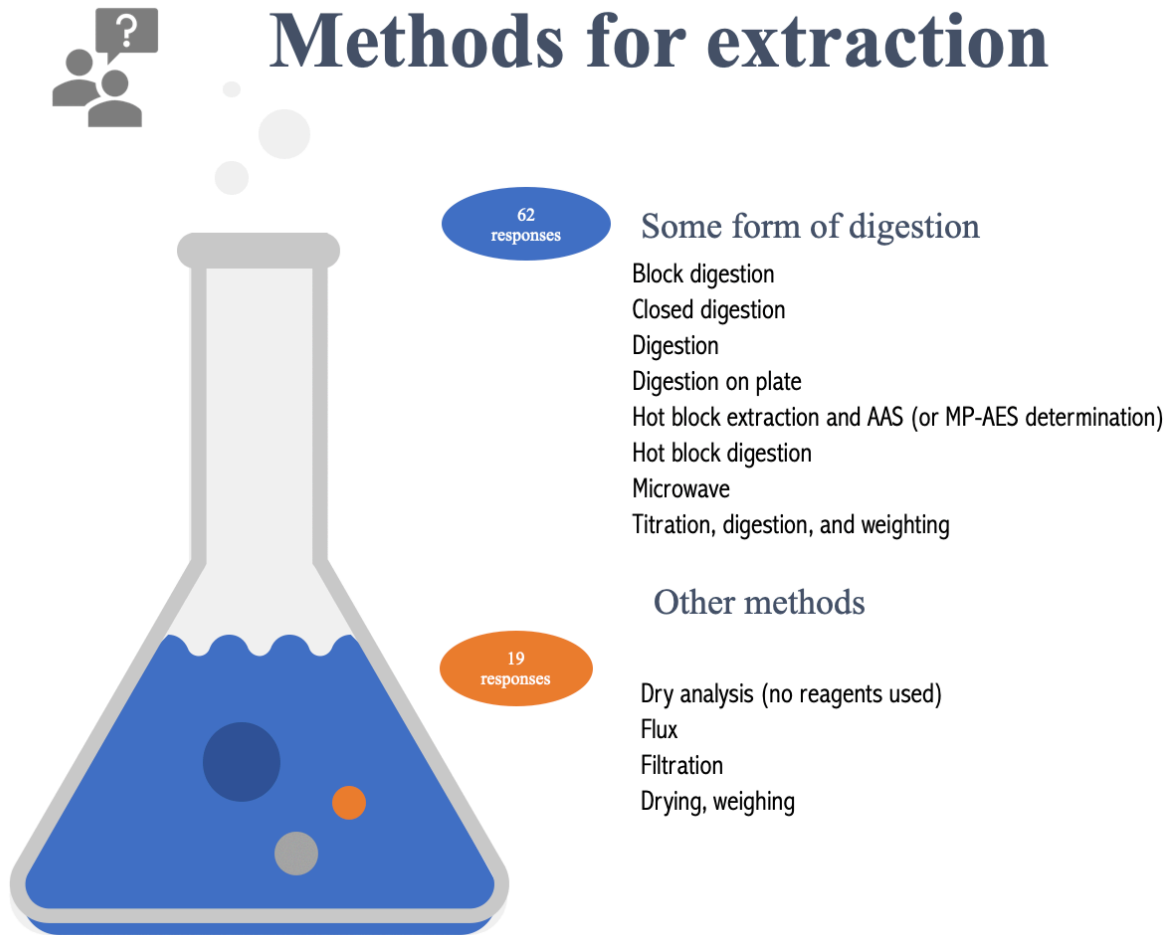 ?
Methods for extraction
62
responses
Some form of digestion
Block digestion
Closed digestion
Digestion
Digestion on plate
Hot block extraction and AAS (or MP-AES determination)
Hot block digestion
Microwave
Titration, digestion, and weighting
Other methods
19
responses
Dry analysis (no reagents used)
Flux
Filtration
Drying, weighing